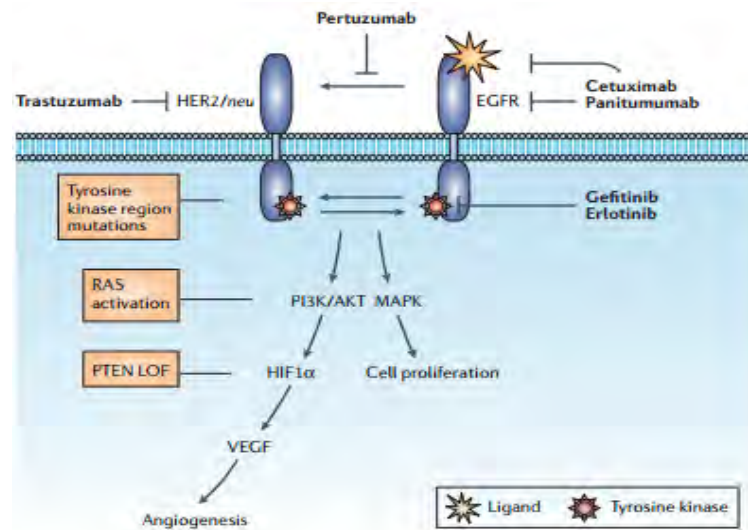 Pertuzumab
Trastuzumab
HER2/neu
EGFR
Cetuximab
Panitumumab
Tyrosine
kinase region
mutations
Gefitinib
Erlotinib
RAS
activation
PI3K/AKT MAPK
PTEN LOF
HIF1α
Cell proliferation
VEGF
Angiogenesis
Ligand
Tyrosine kinase